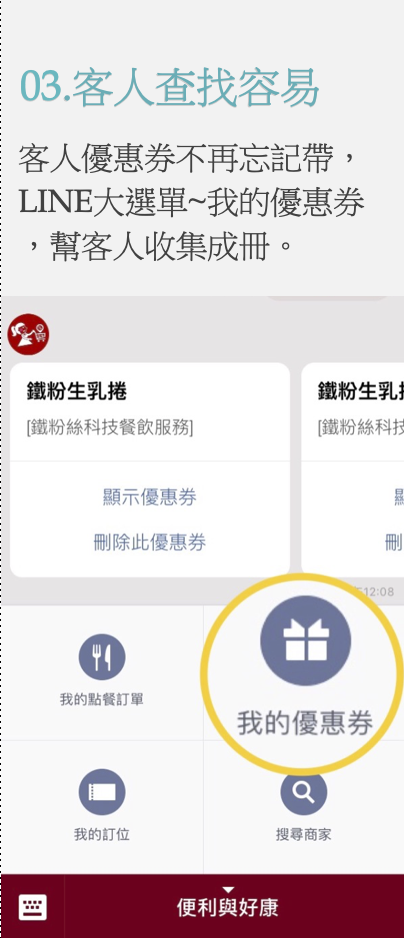 03.客人查找容易
客人優惠券不再忘記帶，
LINE大選單~我的優惠券
，幫客人收集成冊。
鐵粉生乳捲
[鐵粉絲科技餐飲服務]
顯示優惠券
刪除此優惠券
鐵粉生乳
[鐵粉絲科技
刪
12:08
我的點餐訂單
我的優惠券
我的訂位
搜尋商家
便利與好康